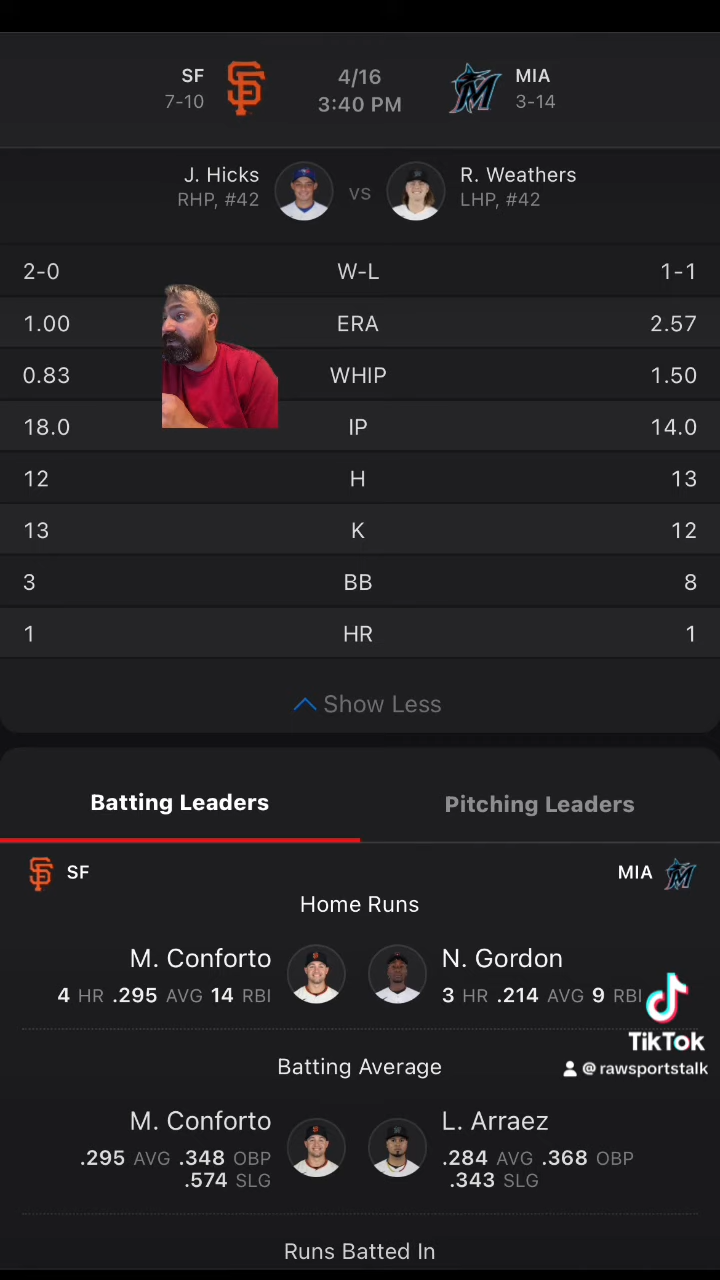 SF
7-10
4/16
3:40 PM
MIA
3-14
J. Hicks
RHP, #42
VS
R. Weathers
LHP, #42
2-0 W-L 1-1
1.00 ERA 2.57
0.83 WHIP 1.50
18.0 IP 14.0
12 H 13
13 K 12
3 BB 8
1 HR 1
Show Less
Batting Leaders Pitching Leaders
SF MIA
Home Runs
M. Conforto
4 HR .295 AVG 14 RBI
N. Gordon
3 HR .214 AVG 9 RBI
TikTok
@rawsportstalk
Batting Average
M. Conforto
.295 AVG .348 OBP
.574 SLG
L. Arraez
.284 AVG .368 OBP
.343 SLG
Runs Batted In